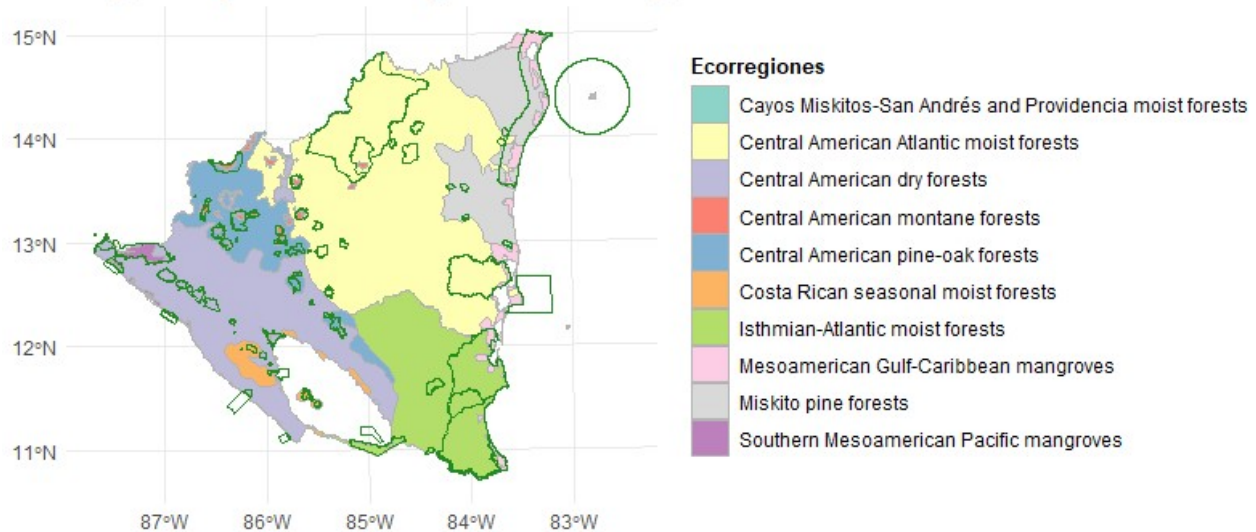 15°N
14°N
13°N
12°N
11°N
87°W 86°W 85°W 84°W 83°W
Ecorregiones
Cayos Miskitos-San Andrés and Providencia moist forests
Central American Atlantic moist forests
Central American dry forests
Central American montane forests
Central American pine-oak forests
Costa Rican seasonal moist forests
Isthmian-Atlantic moist forests
Mesoamerican Gulf-Caribbean mangroves
Miskito pine forests
Southern Mesoamerican Pacific mangroves